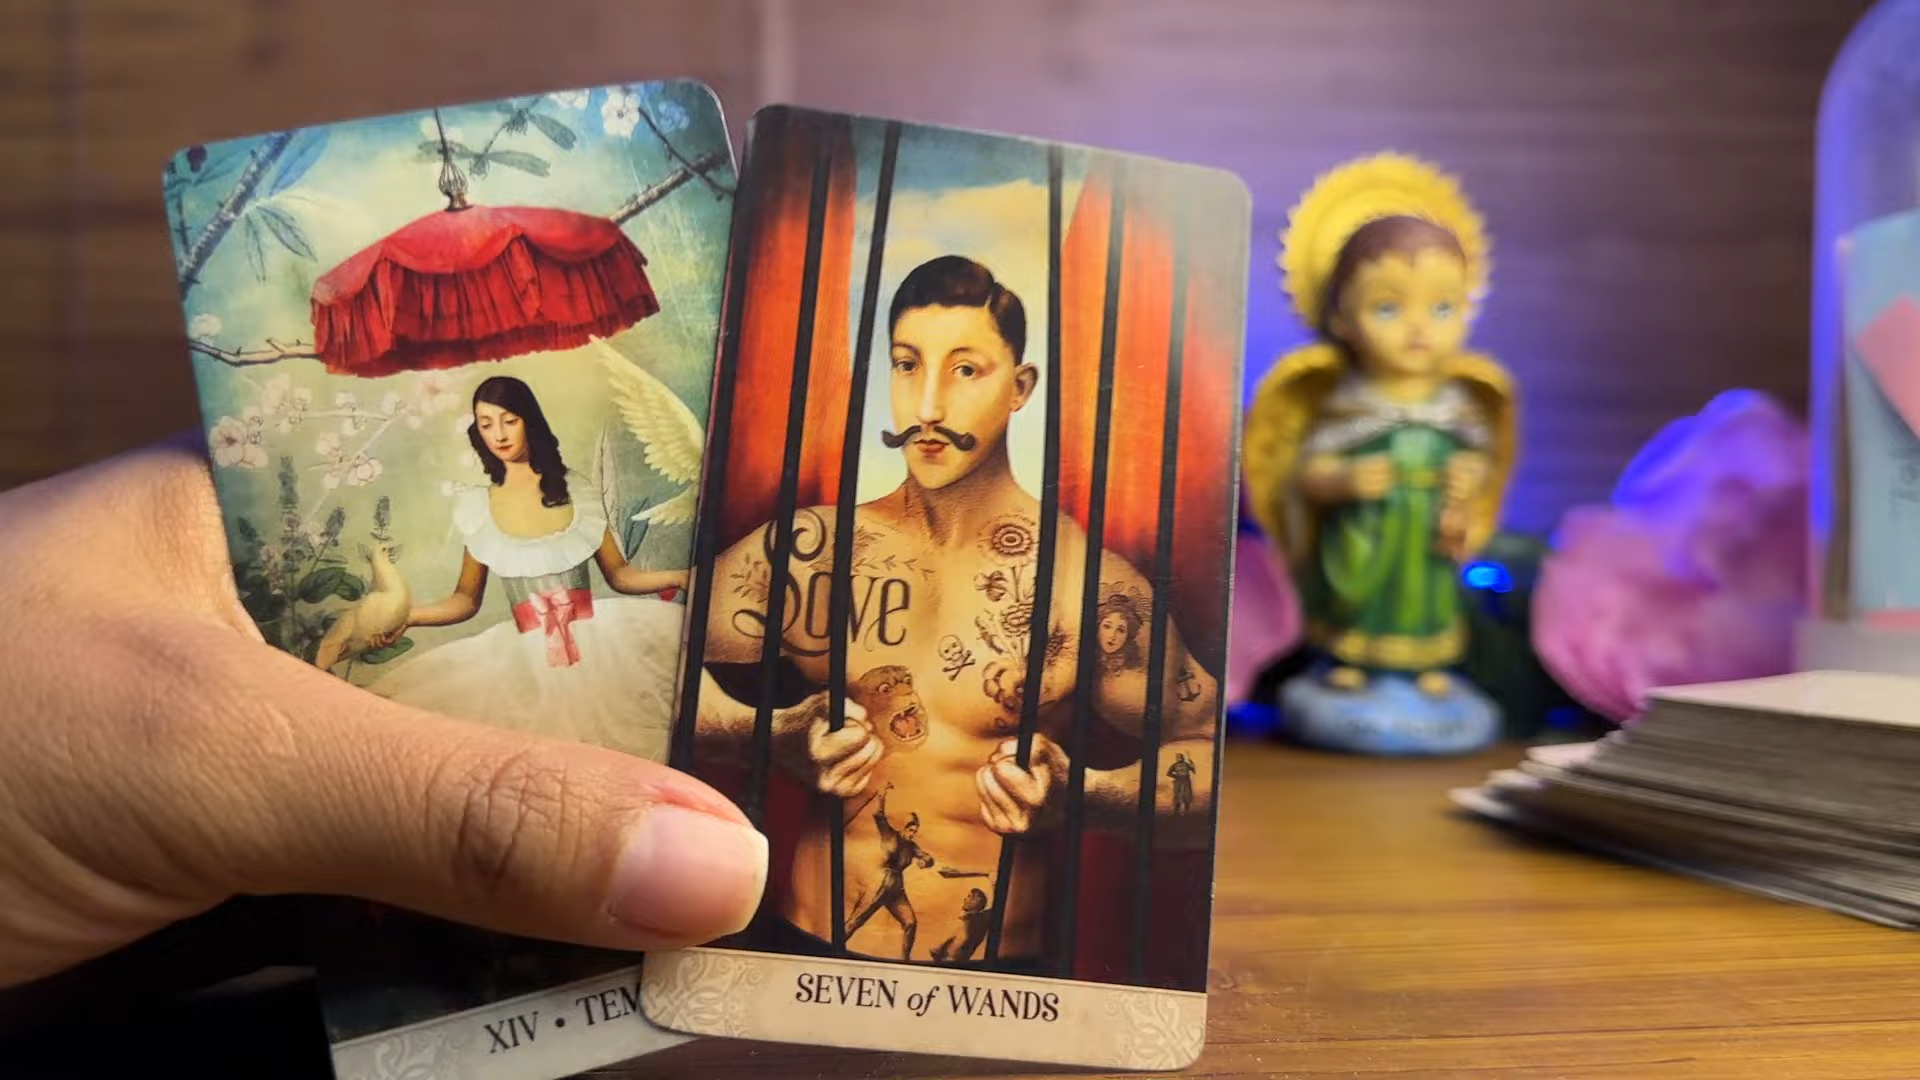 Love
XIV • TEM
SEVEN of WANDS